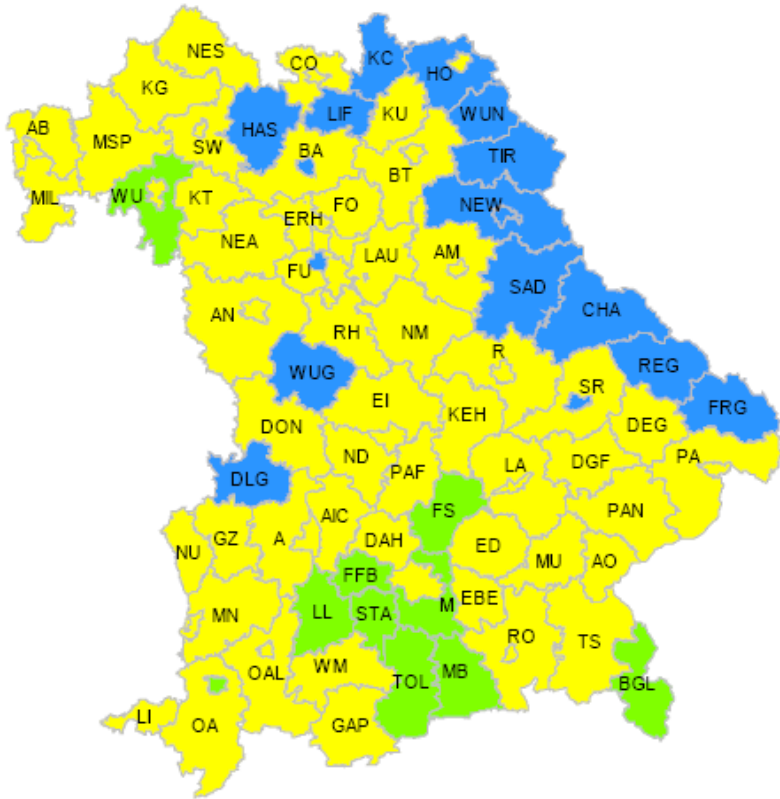 NES
CO
KC
HO
KG
AB
MSP
SW
HAS
LIF
KU
WUN
BA
BT
TIR
MIL
WU
KT
NEA
ERH
FO
NEW
FU
LAU
AM
SAD
AN
RH
NM
CHA
R
WUG
EI
SR
REG
DON
KEH
DEG
FRG
ND
PAF
LA
DGF
PA
DLG
FS
PAN
AIC
NU
GZ
A
DAH
ED
MU
AO
FFB
MN
LL
STA
M
EBE
RO
TS
OAL
WM
TOL
MB
BGL
LI
OA
GAP